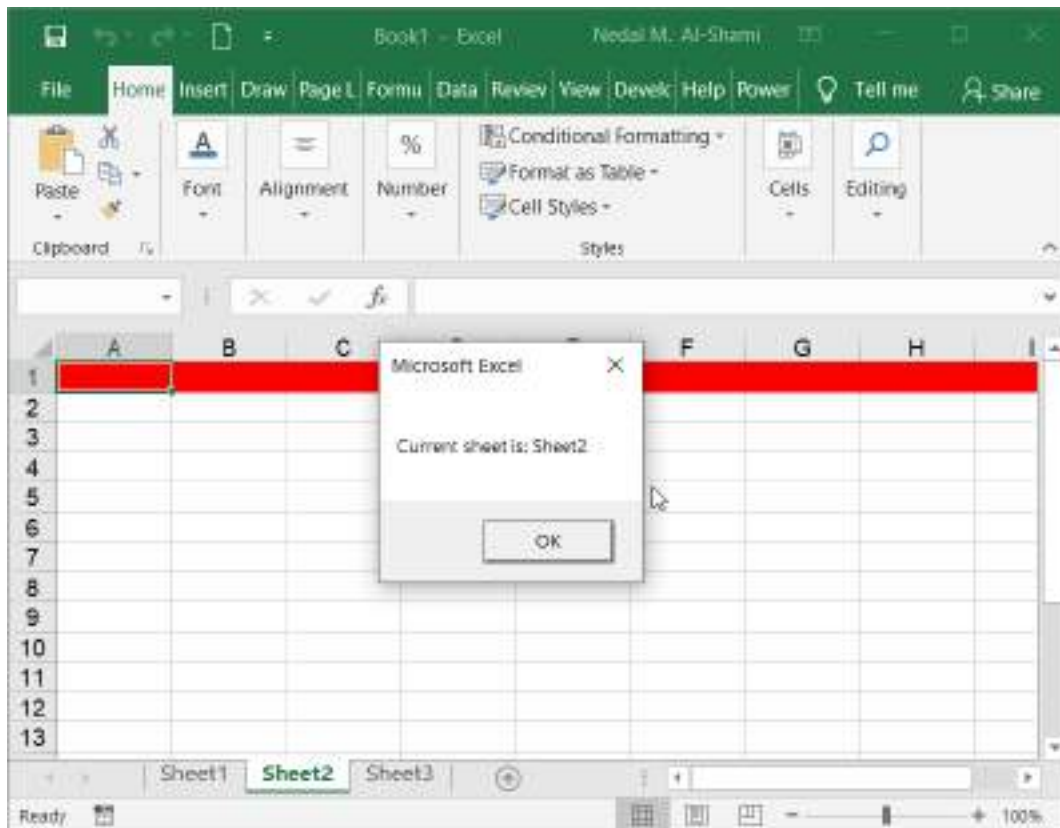 Book1 - Excel
Nedal M. Al-Shami
File Home Insert Draw Page L Formu Data Reviev View Develc Help Power Tell me Share
Paste
Font
Alignment
%
Number
Conditional Formatting
Format as Table
Cell Styles
Cells
Editing
Clipboard
Styles
fx
A B C F G H I
1
2
3
4
5
6
7
8
9
10
11
12
13
Microsoft Excel
Current sheet is: Sheet2
OK
Sheet1 Sheet2 Sheet3
Ready
100%